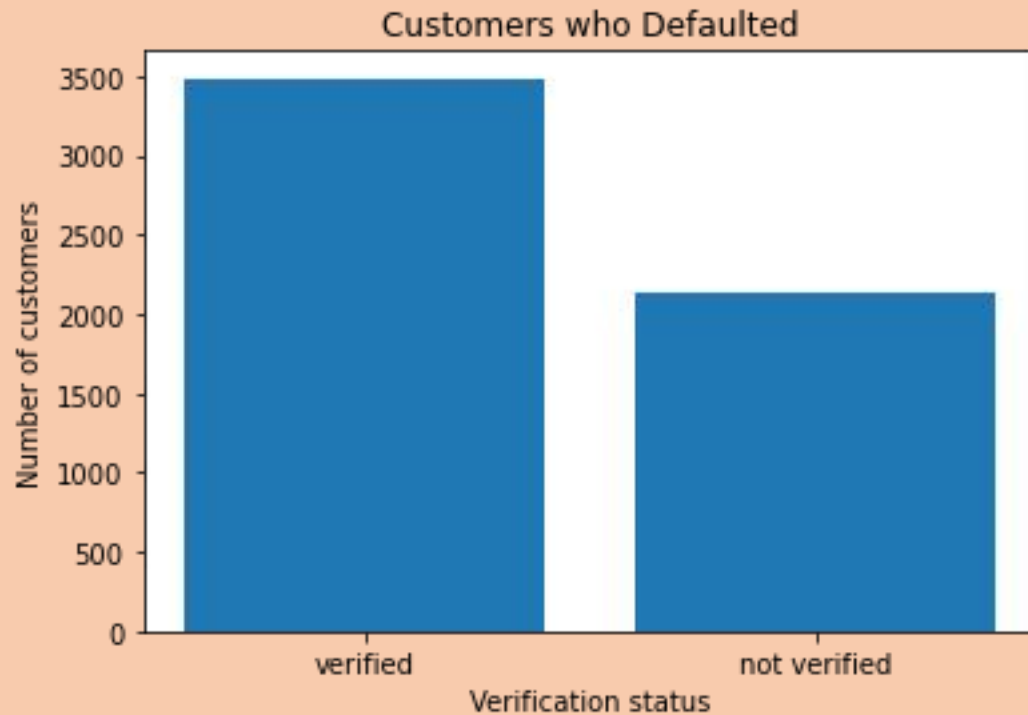 Customers who Defaulted
3500
3000
2500
2000
1500
1000
500
0
Number of customers
verified
not verified
Verification status